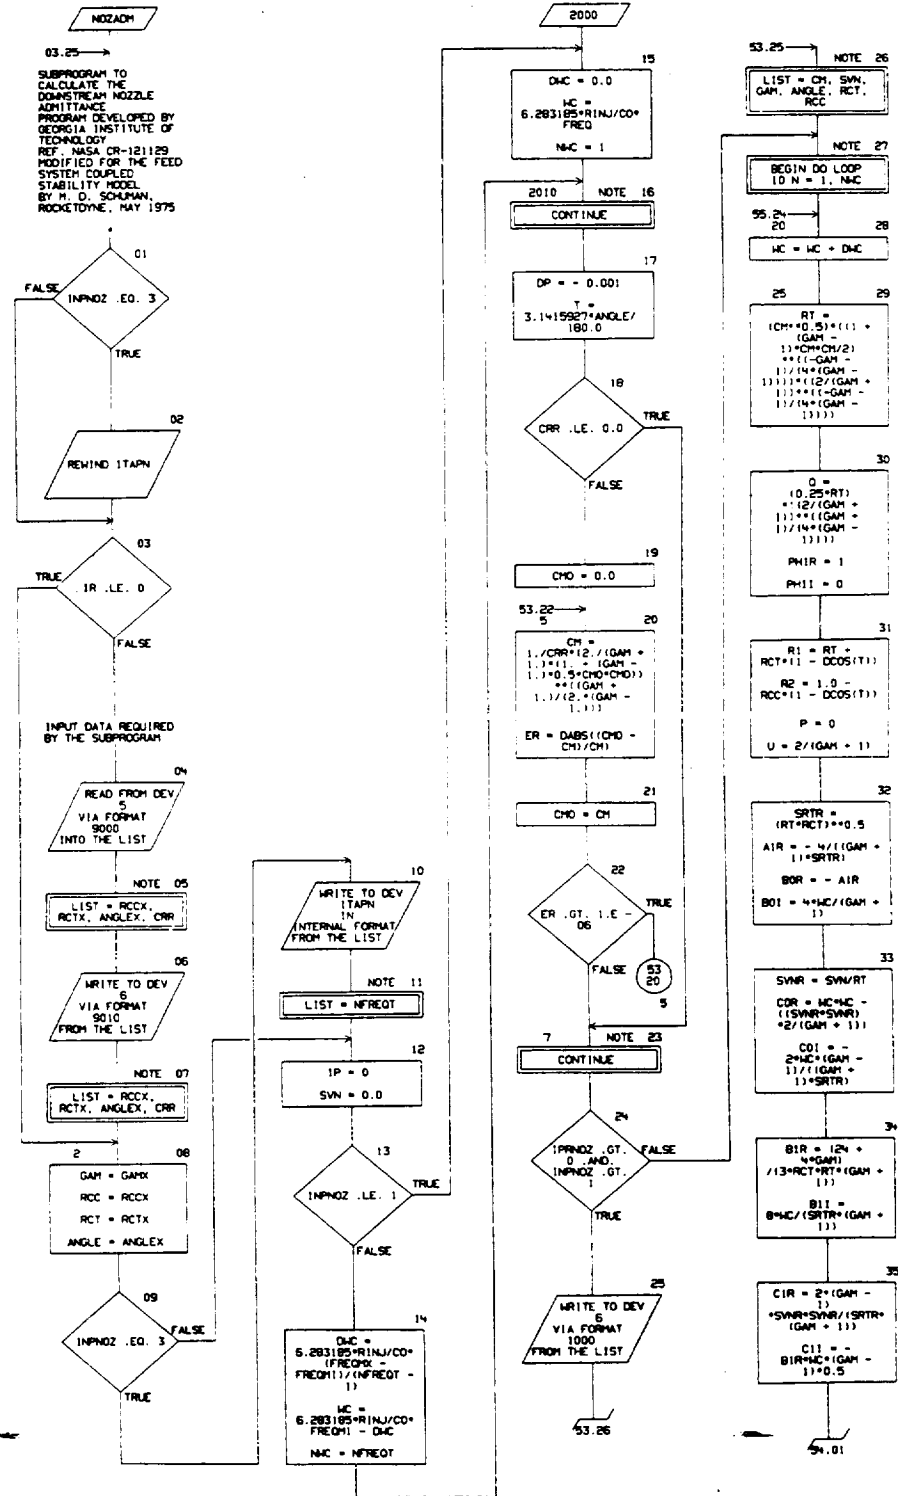 NOZADM
03.25
SUBPROGRAM TO
CALCULATE THE
DOWNSTREAM NOZZLE
ADMITTANCE
PROGRAM DEVELOPED BY
GEORGIA INSTITUTE OF
TECHNOLOGY
REF. NASA CR-121129
MODIFIED FOR THE FEED
SYSTEM COUPLED
STABILITY MODEL
BY M. D. SCHUMAN,
ROCKETDYNE, MAY 1975
01
INPNOZ .EQ. 3
FALSE
TRUE
02
REWIND ITAPN
03
IR .LE. 0
TRUE
FALSE
INPUT DATA REQUIRED
BY THE SUBPROGRAM
04
READ FROM DEV
5
VIA FORMAT
9000
INTO THE LIST
NOTE 05
LIST = RCCX,
RCTX, ANGLEX, CRR
06
WRITE TO DEV
6
VIA FORMAT
9010
FROM THE LIST
NOTE 07
LIST = RCCX,
RCTX, ANGLEX, CRR
2 08
GAM = GAMX
RCC = RCCX
RCT = RCTX
ANGLE = ANGLEX
09
INPNOZ .EQ. 3
FALSE
TRUE
10
WRITE TO DEV
ITAPN
IN
INTERNAL FORMAT
FROM THE LIST
NOTE 11
LIST = NFREQT
12
IP = 0
SVN = 0.0
13
INPNOZ .LE. 1
TRUE
FALSE
14
DWC =
6.283185*RINJ/CO*
(FREQMX -
FREQMI)/(NFREQT -
1)
WC =
6.283185*RINJ/CO*
FREQMI - DWC
NWC = NFREQT
2000
15
DWC = 0.0
WC =
6.283185*RINJ/CO*
FREQ
NWC = 1
2010 NOTE 16
CONTINUE
17
DP = - 0.001
T =
3.1415927*ANGLE/
180.0
18
CRR .LE. 0.0
TRUE
FALSE
19
CMO = 0.0
53.22
5 20
CM =
1./CRR*(2./(GAM +
1.)*(1. + (GAM -
1.)*0.5*CMO*CMO))
**((GAM +
1.)/(2.*(GAM -
1.)))
ER = DABS((CMO -
CM)/CM)
21
CMO = CM
22
ER .GT. 1.E -
06
TRUE
FALSE
53
20
5
7 NOTE 23
CONTINUE
24
IPRNOZ .GT.
0 .AND.
INPNOZ .GT.
1
FALSE
TRUE
25
WRITE TO DEV
6
VIA FORMAT
1000
FROM THE LIST
53.26
53.25
NOTE 26
LIST = CM, SVN,
GAM, ANGLE, RCT,
RCC
NOTE 27
BEGIN DO LOOP
10 N = 1, NWC
55.24
20 28
WC = WC + DWC
25 29
RT =
(CM**0.5)*((1 +
(GAM -
1)*CM*CM/2)
**((-GAM -
1)/(4*(GAM -
1))))*((2/(GAM +
1))**((-GAM -
1)/(4*(GAM -
1))))
30
Q =
(0.25*RT)
*((2/(GAM +
1))**((GAM +
1)/(4*(GAM -
1))))
PHIR = 1
PHII = 0
31
R1 = RT +
RCT*(1 - DCOS(T))
R2 = 1.0 -
RCC*(1 - DCOS(T))
P = 0
U = 2/(GAM + 1)
32
SRTR =
(RT*RCT)**0.5
A1R = - 4/((GAM +
1)*SRTR)
BOR = - A1R
BOI = 4*WC/(GAM +
1)
33
SVNR = SVN/RT
COR = WC*WC -
((SVNR*SVNR)
*2/(GAM + 1))
COI = -
2*WC*(GAM -
1)/((GAM +
1)*SRTR)
34
B1R = (24 +
4*GAM)
/(3*RCT*RT*(GAM +
1))
B1I =
8*WC/(SRTR*(GAM +
1))
35
C1R = 2*(GAM -
1)
*SVNR*SVNR/(SRTR*
(GAM + 1))
C1I = -
B1R*WC*(GAM -
1)*0.5
54.01